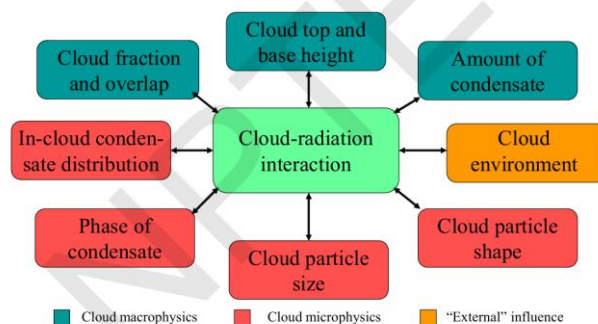 Cloud fraction
and overlap
Cloud top and
base height
Amount of
condensate
In-cloud conden-
sate distribution
Cloud-radiation
interaction
Cloud
environment
Phase of
condensate
Cloud particle
size
Cloud particle
shape
Cloud macrophysics
Cloud microphysics
“External” influence
NPTE